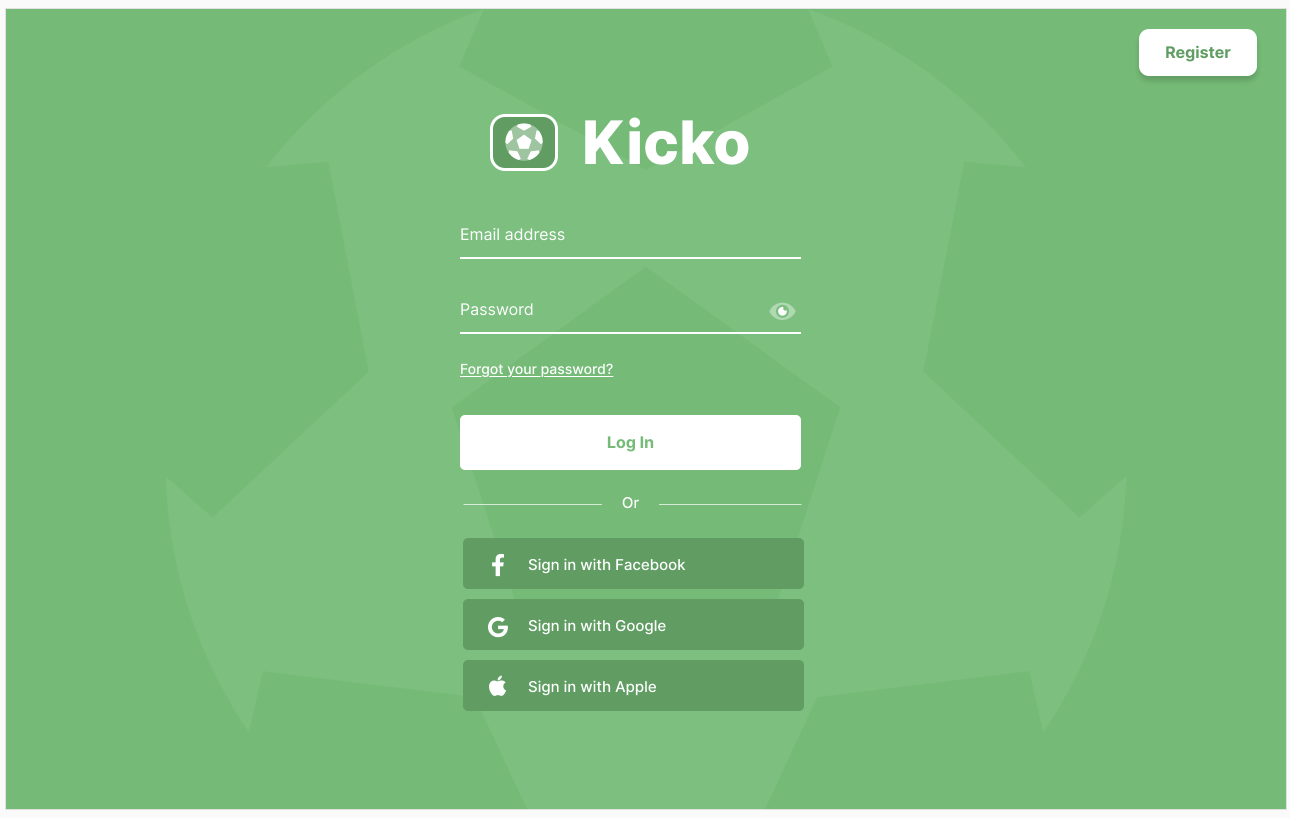 Register
Kicko
Email address
Password
Forgot your password?
Log In
Or
Sign in with Facebook
Sign in with Google
Sign in with Apple